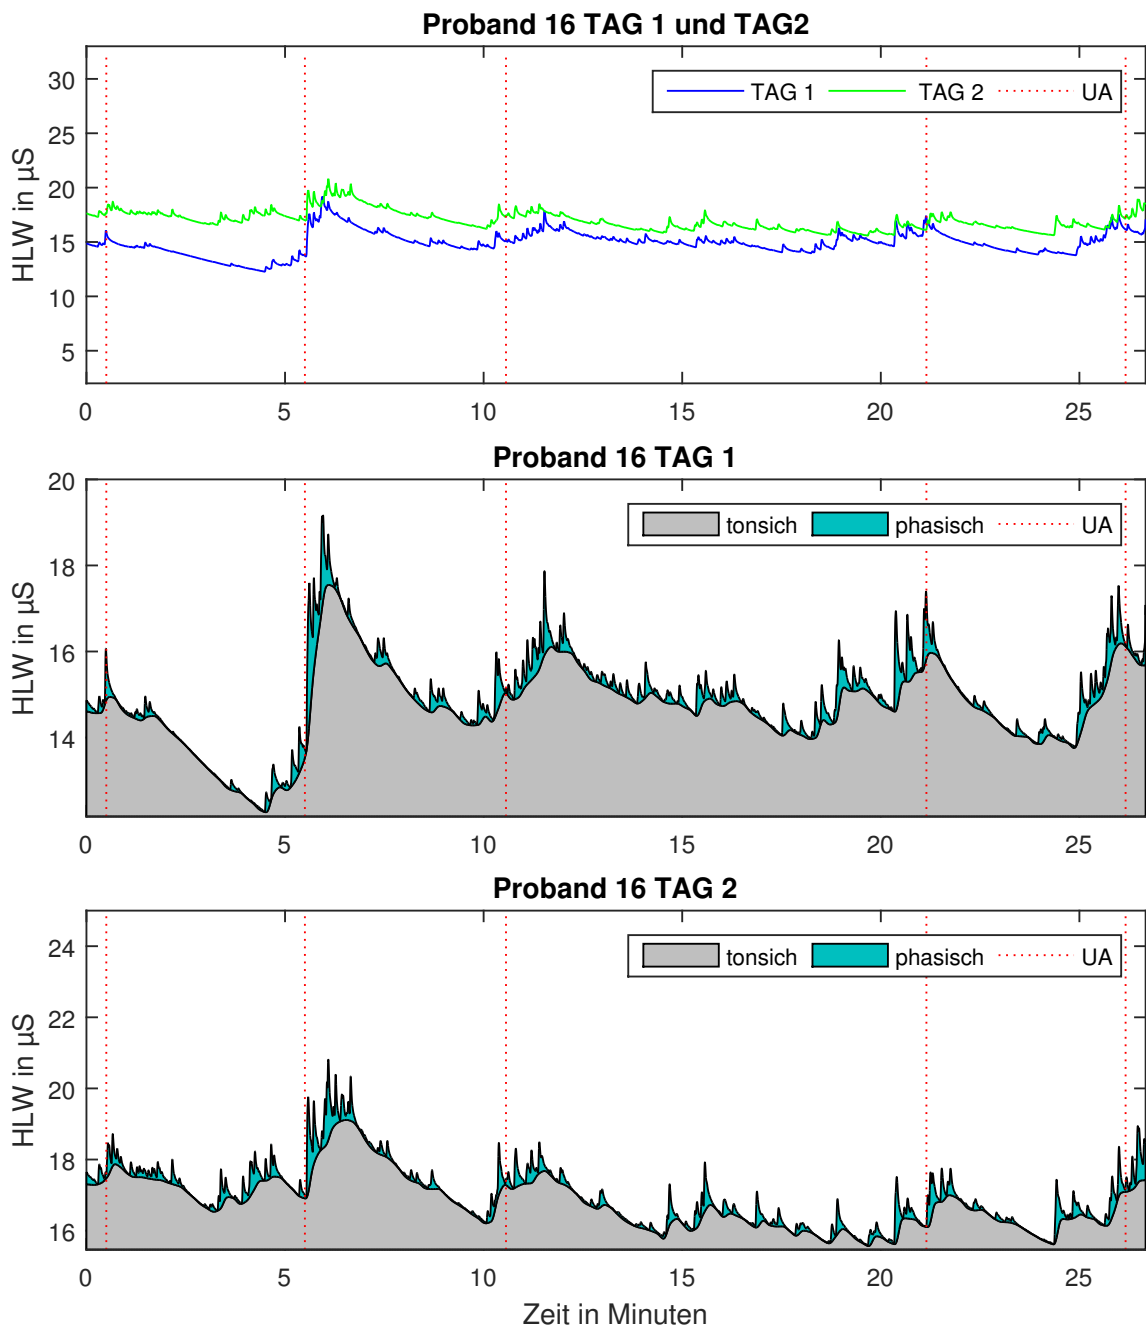 Proband 16 TAG 1 und TAG2
HLW in µS
30
25
20
15
10
5
TAG 1 TAG 2 UA
0 5 10 15 20 25
Proband 16 TAG 1
HLW in µS
20
18
16
14
tonsich phasisch UA
0 5 10 15 20 25
Proband 16 TAG 2
HLW in µS
24
22
20
18
16
tonsich phasisch UA
0 5 10 15 20 25
Zeit in Minuten